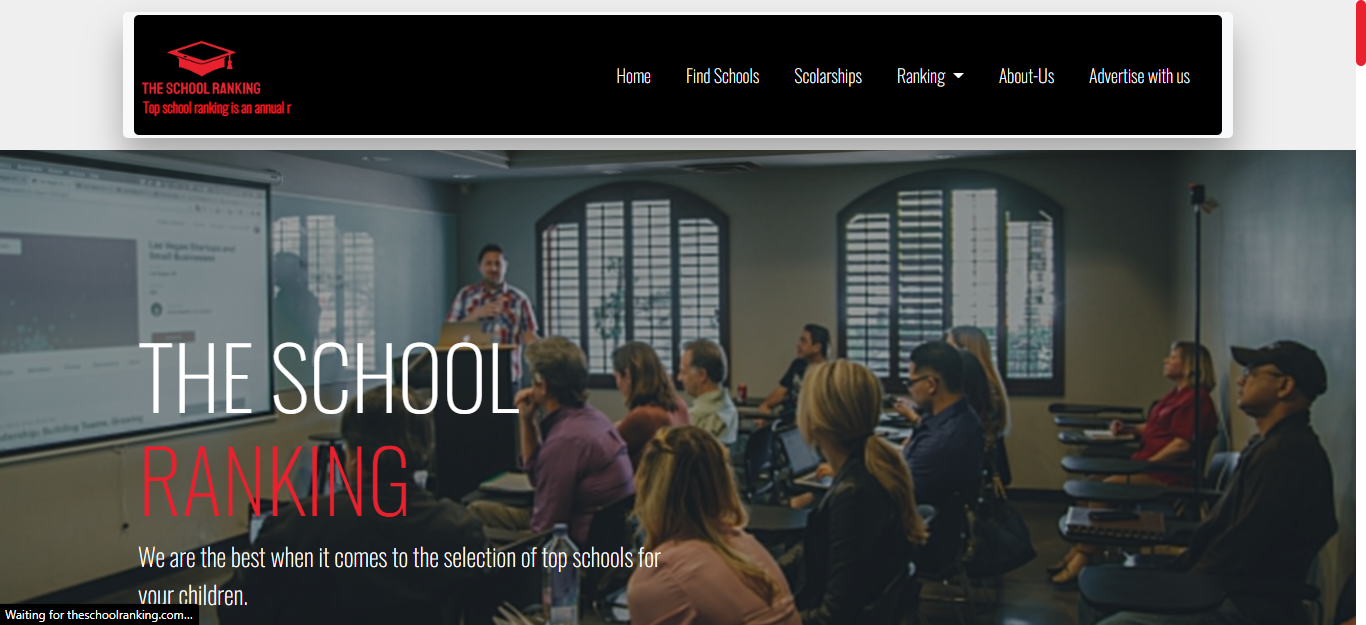 THE SCHOOL RANKING
Top school ranking is an annual r
Home
Find Schools
Scolarships
Ranking
About-Us
Advertise with us
Las Vegas Startups and
Small Businesses
THE SCHOOL
RANKING
We are the best when it comes to the selection of top schools for
your children.
Waiting for theschoolranking.com...